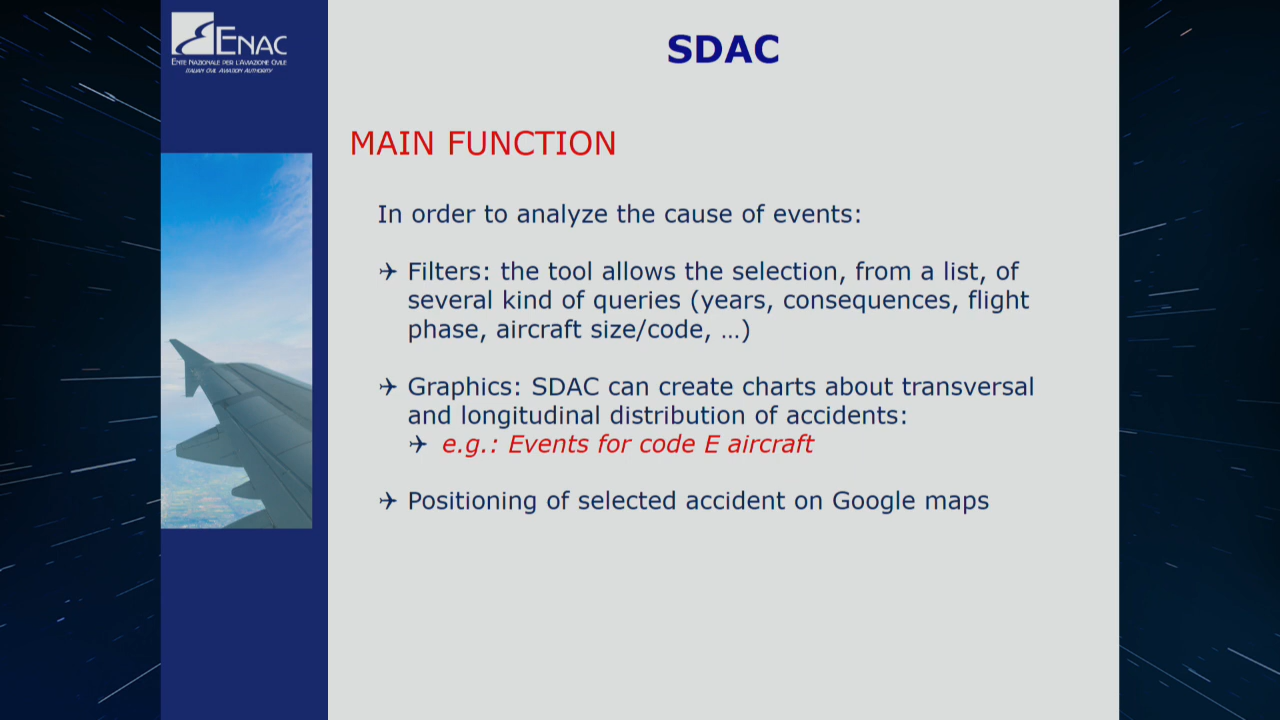 ENAC
ENTE NAZIONALE PER L'AVIAZIONE CIVILE
ITALIAN CIVIL AVIATION AUTHORITY
SDAC
MAIN FUNCTION
In order to analyze the cause of events:
Filters: the tool allows the selection, from a list, of
several kind of queries (years, consequences, flight
phase, aircraft size/code, ...)
Graphics: SDAC can create charts about transversal
and longitudinal distribution of accidents:
e.g.: Events for code E aircraft
Positioning of selected accident on Google maps